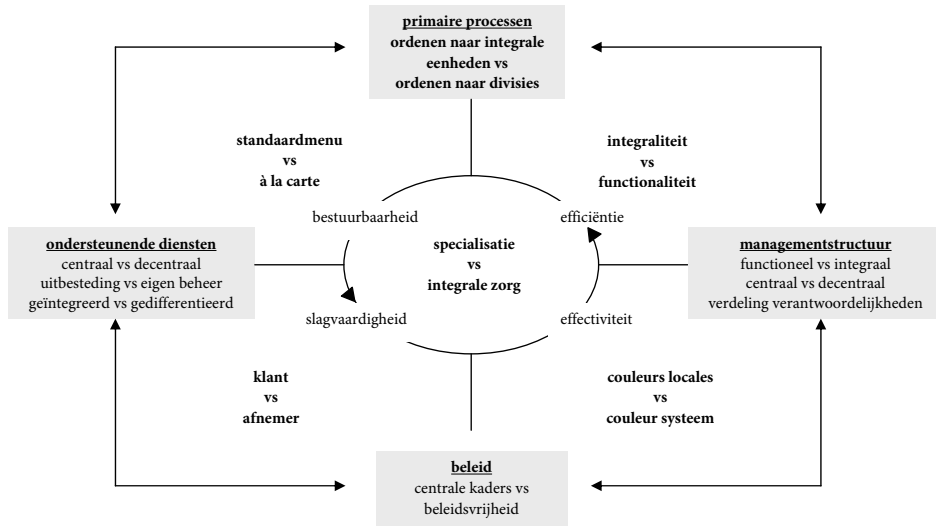 primaire processen
ordenen naar integrale
eenheden vs
ordenen naar divisies
standaardmenu
vs
à la carte
integraliteit
vs
functionaliteit
bestuurbaarheid
efficiëntie
ondersteunende diensten
centraal vs decentraal
uitbesteding vs eigen beheer
geïntegreerd vs gedifferentieerd
specialisatie
vs
integrale zorg
managementstructuur
functioneel vs integraal
centraal vs decentraal
verdeling verantwoordelijkheden
slagvaardigheid
effectiviteit
klant
vs
afnemer
couleurs locales
vs
couleur systeem
beleid
centrale kaders vs
beleidsvrijheid